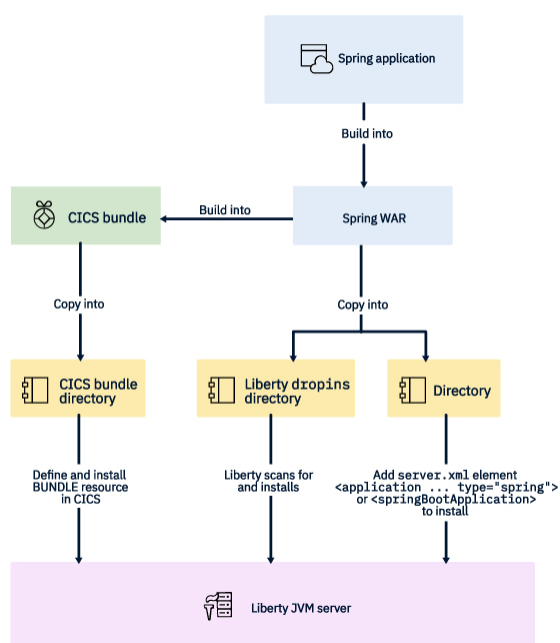 Spring application
Build into
CICS bundle
Build into
Spring WAR
Copy into
Copy into
CICS bundle
directory
Liberty dropins
directory
Directory
Define and install
BUNDLE resource
in CICS
Liberty scans for
and installs
Add server.xml element
<application ... type="spring">
or <springBootApplication>
to install
Liberty JVM server